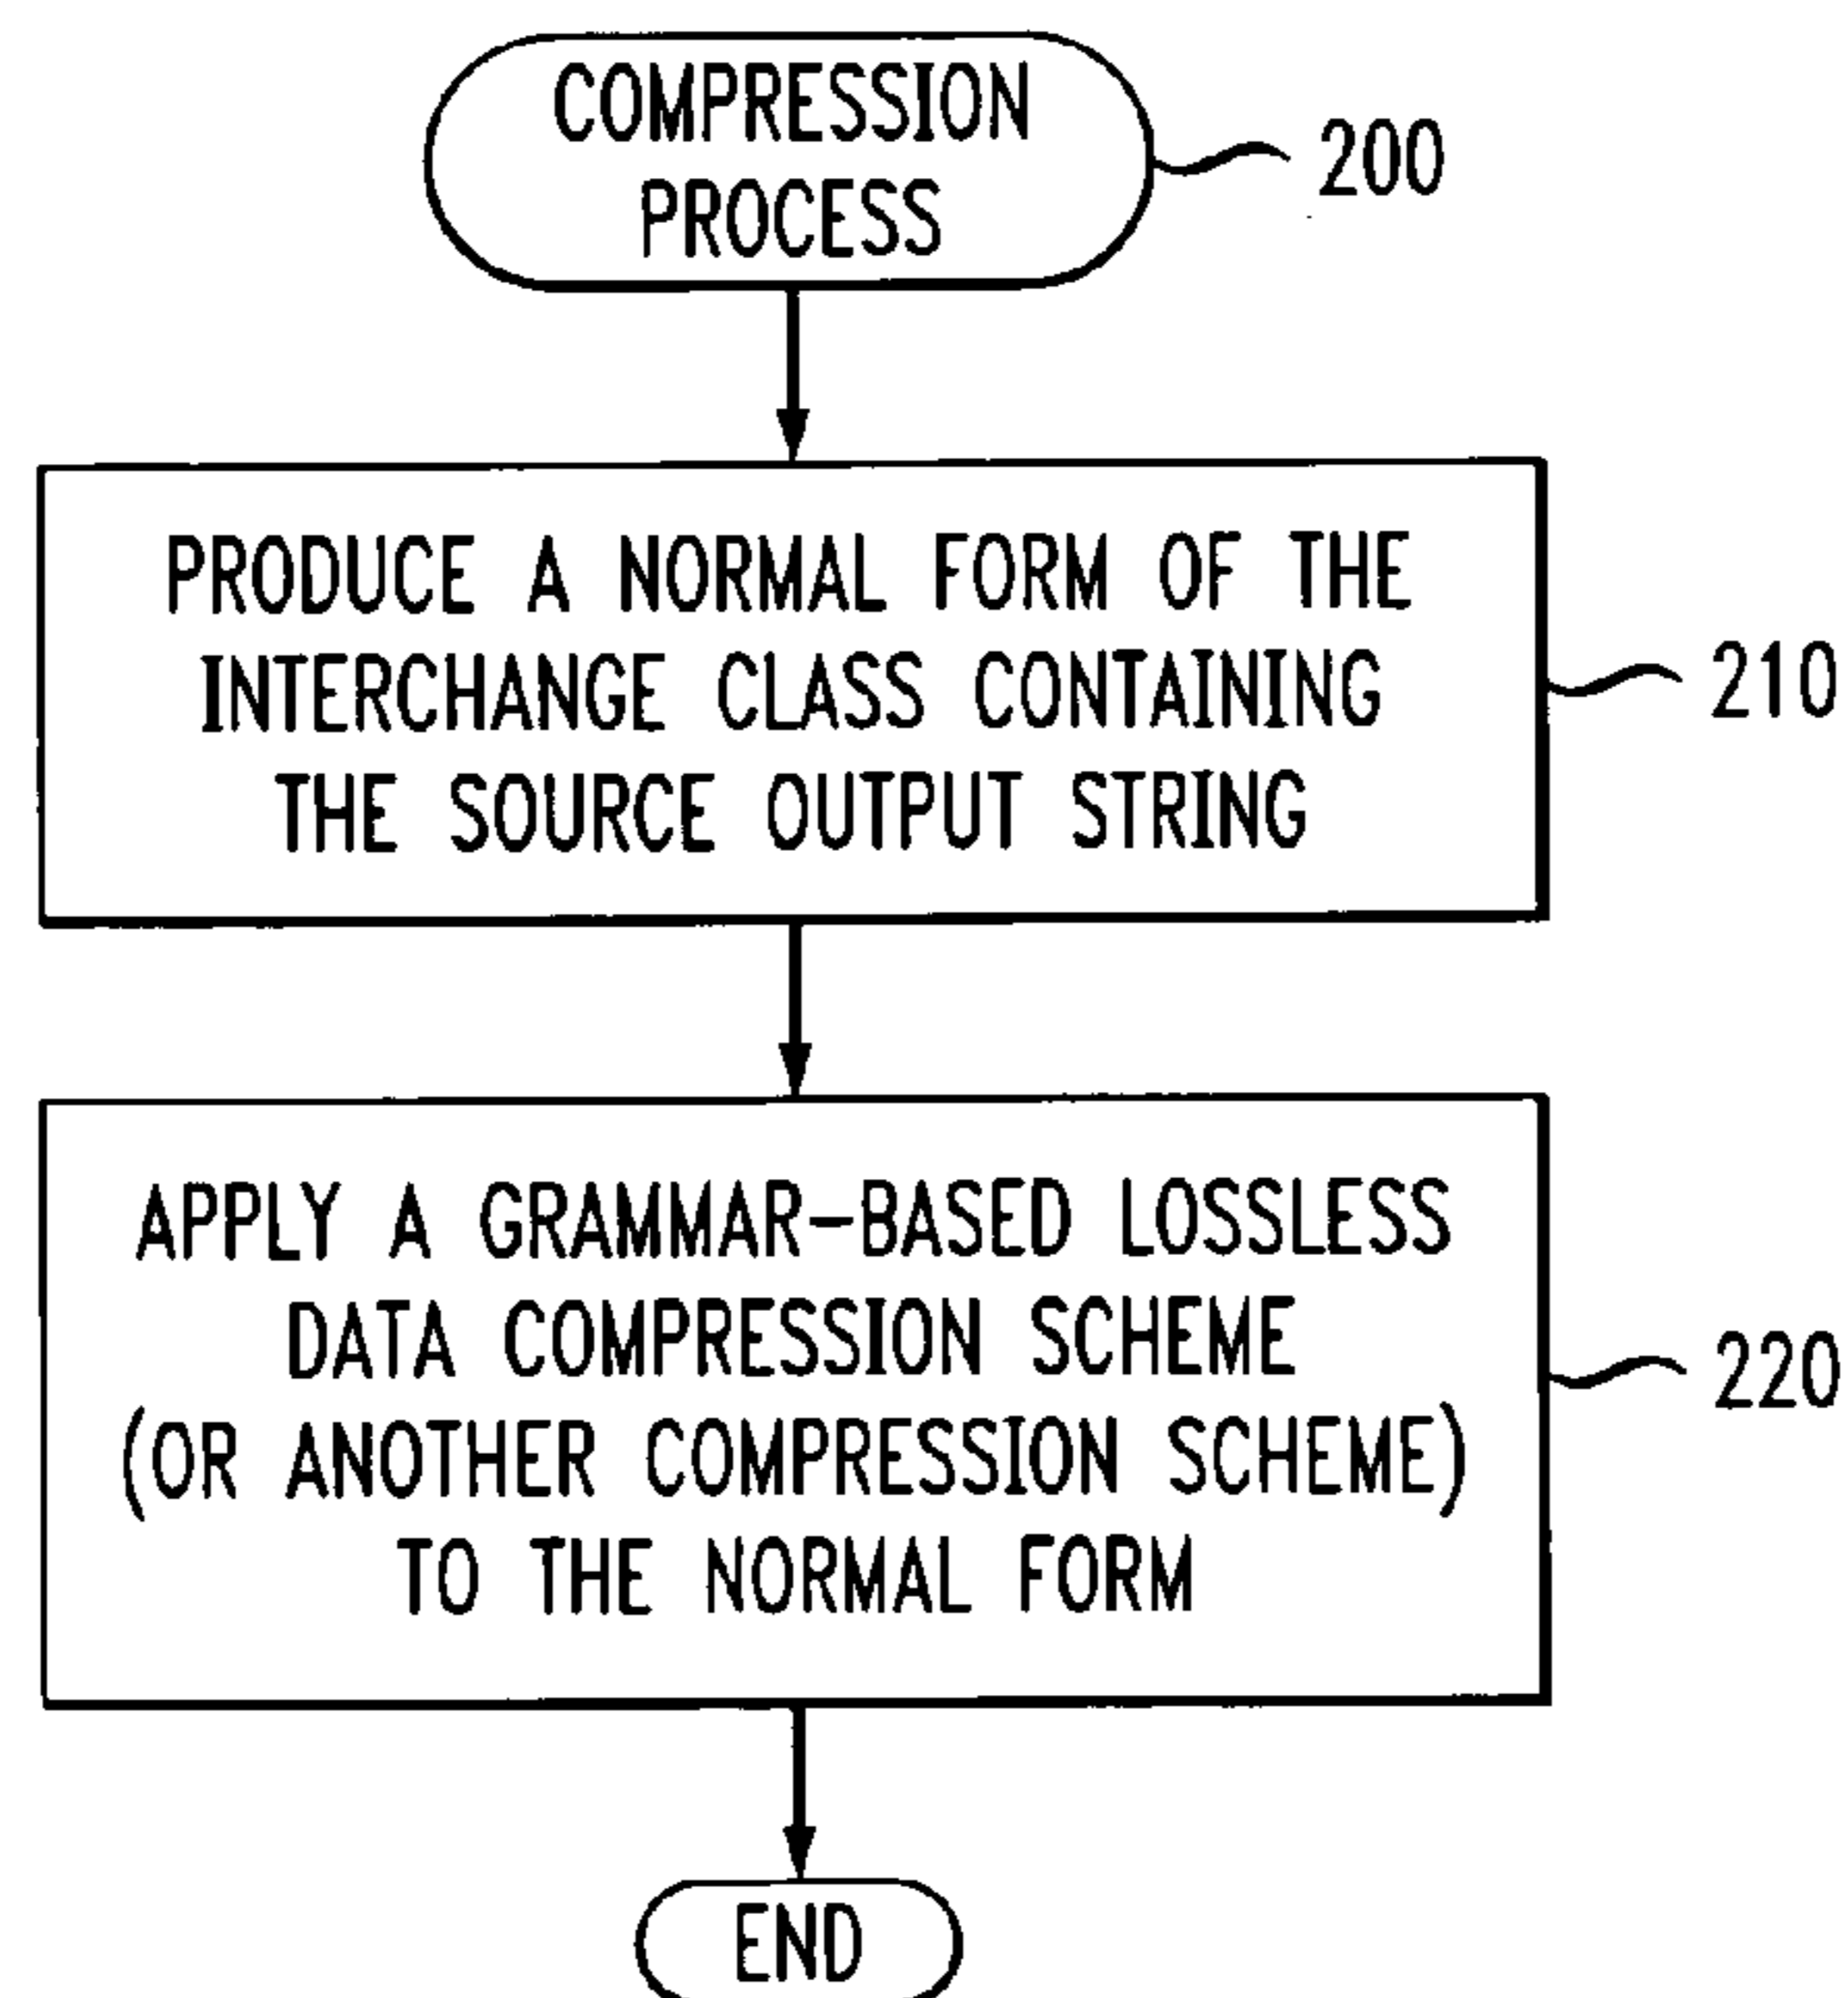 COMPRESSION
PROCESS
200
PRODUCE A NORMAL FORM OF THE
INTERCHANGE CLASS CONTAINING
THE SOURCE OUTPUT STRING
210
APPLY A GRAMMAR-BASED LOSSLESS
DATA COMPRESSION SCHEME
(OR ANOTHER COMPRESSION SCHEME)
TO THE NORMAL FORM
220
END